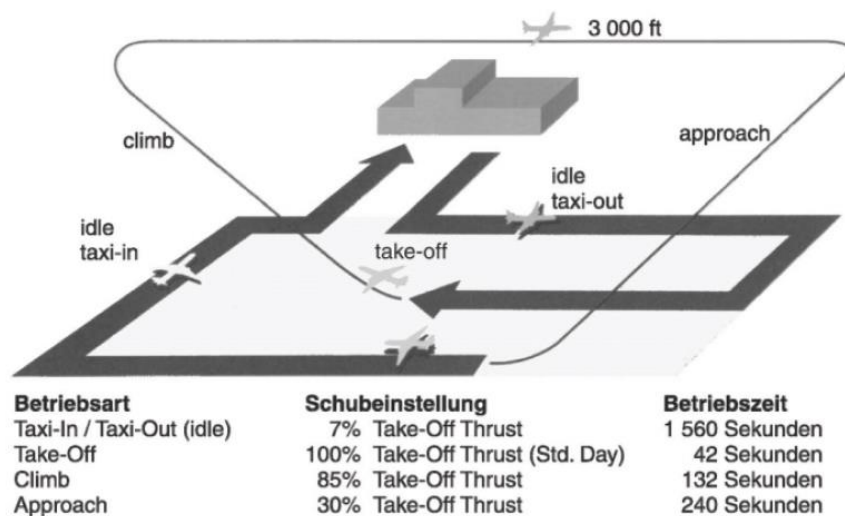 3 000 ft
climb
approach
idle
taxi-out
idle
taxi-in
take-off
Betriebsart Schubeinstellung Betriebszeit
Taxi-In / Taxi-Out (idle) 7% Take-Off Thrust 1 560 Sekunden
Take-Off 100% Take-Off Thrust (Std. Day) 42 Sekunden
Climb 85% Take-Off Thrust 132 Sekunden
Approach 30% Take-Off Thrust 240 Sekunden